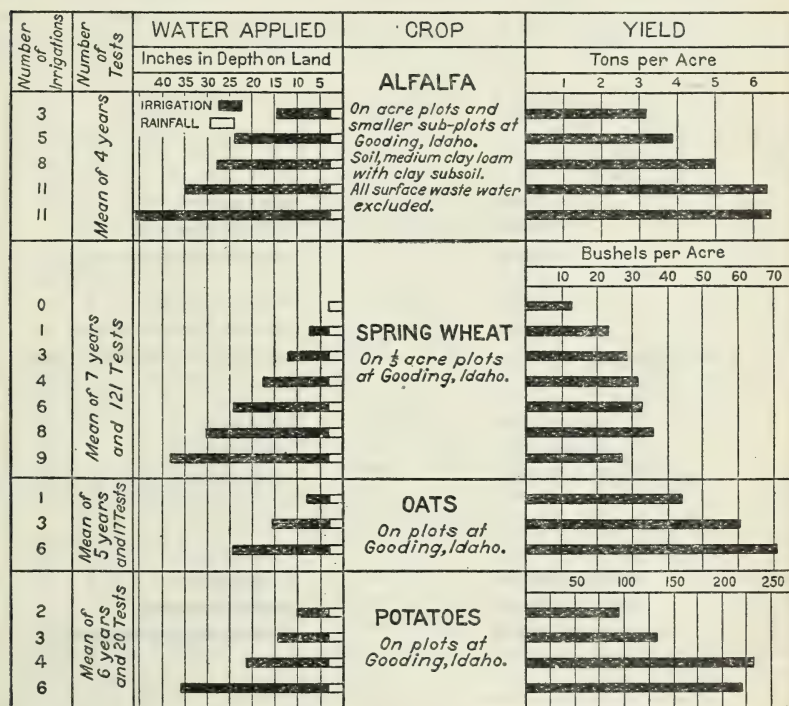 Number of Irrigations
Number of Tests
WATER APPLIED
CROP
YIELD
Inches in Depth on Land
40 35 30 25 20 15 10 5
IRRIGATION
RAINFALL
Mean of 4 years
3
5
8
11
11
ALFALFA
On acre plots and
smaller sub-plots at
Gooding, Idaho.
Soil, medium clay loam
with clay subsoil.
All surface waste water
excluded.
Tons per Acre
1 2 3 4 5 6
Mean of 7 years
and 121 Tests
0
1
3
4
6
8
9
SPRING WHEAT
On ⅓ acre plots
at Gooding, Idaho.
Bushels per Acre
10 20 30 40 50 60 70
Mean of
5 years
and 17 Tests
1
3
6
OATS
On plots at
Gooding, Idaho.
Mean of
6 years
and 20 Tests
2
3
4
6
POTATOES
On plots at
Gooding, Idaho.
50 100 150 200 250